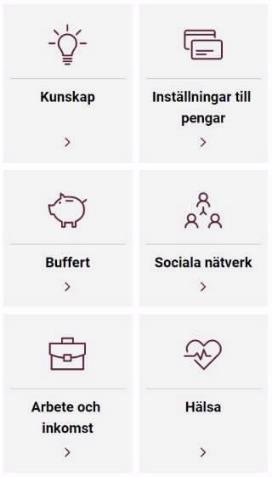 Kunskap
Inställningar till
pengar
Buffert
Sociala nätverk
Arbete och
inkomst
Hälsa